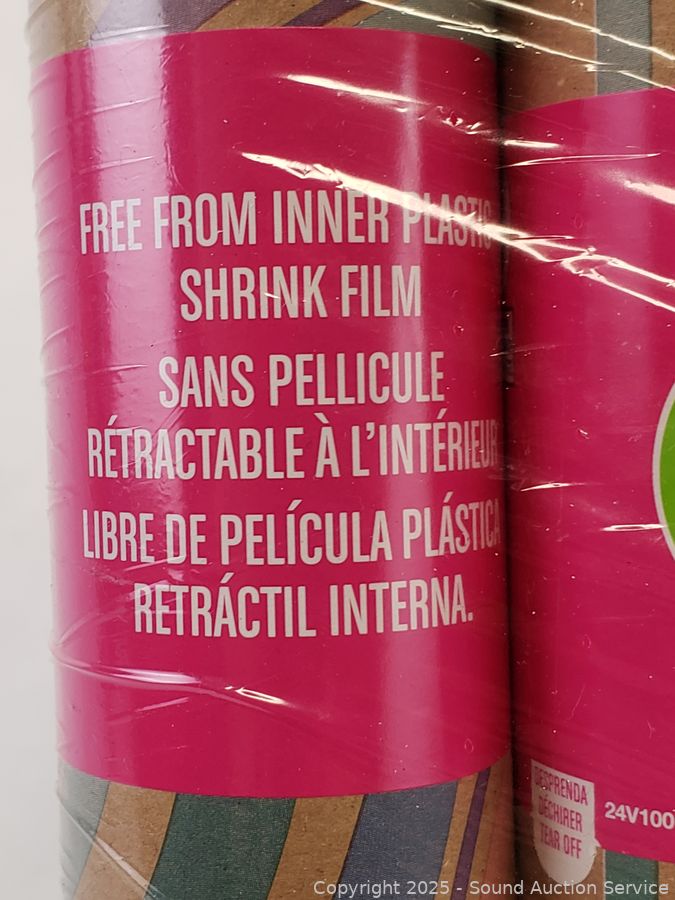 FREE FROM INNER PLASTIC
SHRINK FILM
SANS PELLICULE
RÉTRACTABLE À L'INTÉRIEUR
LIBRE DE PELÍCULA PLÁSTICA
RETRÁCTIL INTERNA.
DESPRENDA
DÉCHIRER
TEAR OFF
24V100
Copyright 2025 - Sound Auction Service